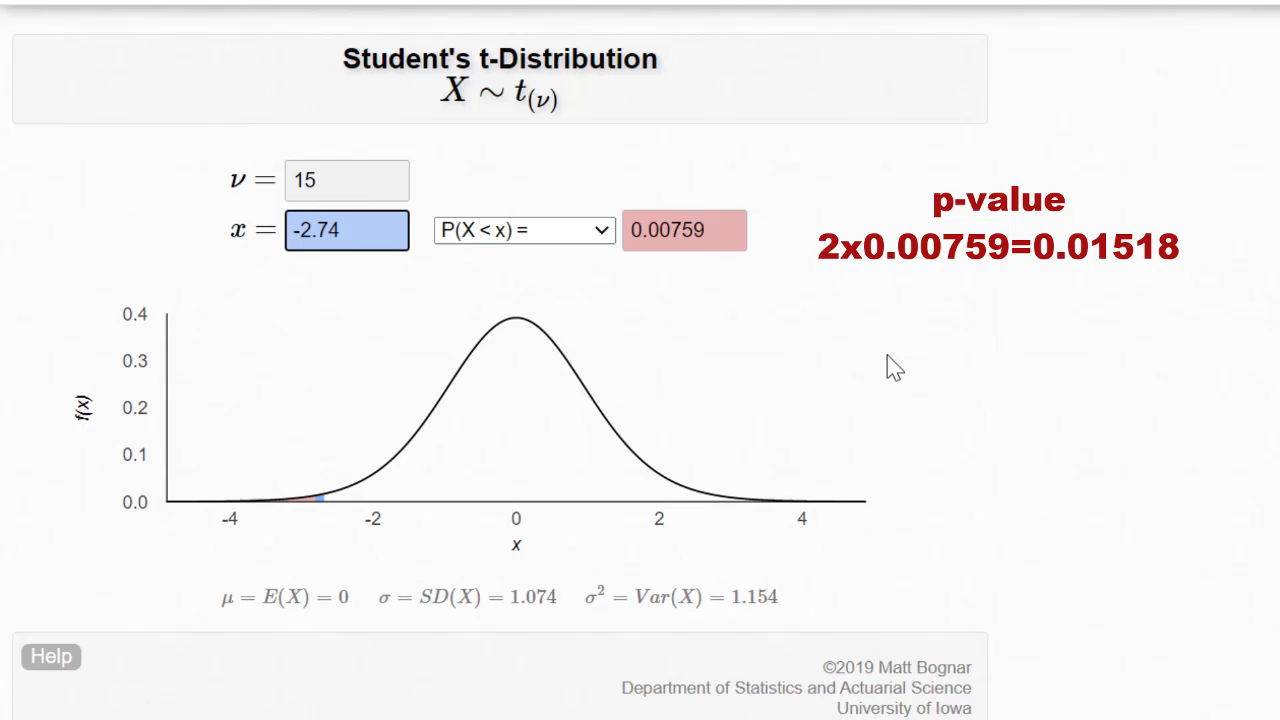 Student's t-Distribution
X ∼ t(ν)
ν = 15
x = -2.74 P(X < x) = 0.00759
p-value
2x0.00759=0.01518
0.4
0.3
0.2
0.1
0.0
f(x)
-4 -2 0 2 4
x
μ = E(X) = 0 σ = SD(X) = 1.074 σ² = Var(X) = 1.154
Help
©2019 Matt Bognar
Department of Statistics and Actuarial Science
University of Iowa